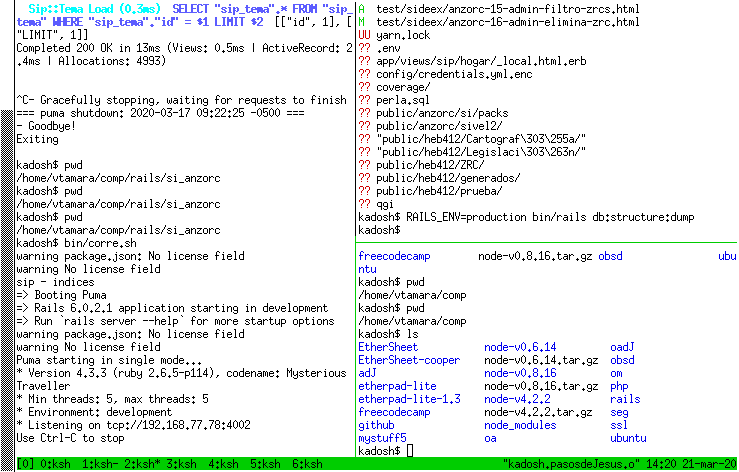 Sip::Tema Load (0.3ms)  SELECT "sip_tema".* FROM "sip_
tema" WHERE "sip_tema"."id" = $1 LIMIT $2  [["id", 1], [
"LIMIT", 1]]
Completed 200 OK in 13ms (Views: 0.5ms | ActiveRecord: 2
.4ms | Allocations: 4993)
^C- Gracefully stopping, waiting for requests to finish
=== puma shutdown: 2020-03-17 09:22:25 -0500 ===
- Goodbye!
Exiting
kadosh$ pwd
/home/vtamara/comp/rails/si_anzorc
kadosh$ pwd
/home/vtamara/comp/rails/si_anzorc
kadosh$ pwd
/home/vtamara/comp/rails/si_anzorc
kadosh$ bin/corre.sh
warning package.json: No license field
warning No license field
sip - indices
=> Booting Puma
=> Rails 6.0.2.1 application starting in development
=> Run `rails server --help` for more startup options
warning package.json: No license field
warning No license field
Puma starting in single mode...
* Version 4.3.3 (ruby 2.6.5-p114), codename: Mysterious
Traveller
* Min threads: 5, max threads: 5
* Environment: development
* Listening on tcp://192.168.77.78:4002
Use Ctrl-C to stop
A  test/sideex/anzorc-15-admin-filtro-zrcs.html
M  test/sideex/anzorc-16-admin-elimina-zrc.html
UU yarn.lock
?? .env
?? app/views/sip/hogar/_local.html.erb
?? config/credentials.yml.enc
?? coverage/
?? perla.sql
?? public/anzorc/si/packs
?? public/anzorc/sivel2/
?? "public/heb412/Cartograf\303\255a/"
?? "public/heb412/Legislaci\303\263n/"
?? public/heb412/ZRC/
?? public/heb412/generados/
?? public/heb412/prueba/
?? qgi
kadosh$ RAILS_ENV=production bin/rails db:structure:dump
kadosh$
freecodecamp       node-v0.8.16.tar.gz obsd               ubu
ntu
kadosh$ pwd
/home/vtamara/comp
kadosh$ pwd
/home/vtamara/comp
kadosh$ ls
EtherSheet          node-v0.6.14        oadJ
EtherSheet-cooper   node-v0.6.14.tar.gz obsd
adJ                 node-v0.8.16        om
etherpad-lite       node-v0.8.16.tar.gz php
etherpad-lite-1.3   node-v4.2.2         rails
freecodecamp        node-v4.2.2.tar.gz  seg
github              node_modules        ssl
mystuff5            oa                  ubuntu
kadosh$
[0] 0:ksh  1:ksh- 2:ksh* 3:ksh  4:ksh  5:ksh  6:ksh    "kadosh.pasosdeJesus.o" 14:20 21-mar-20